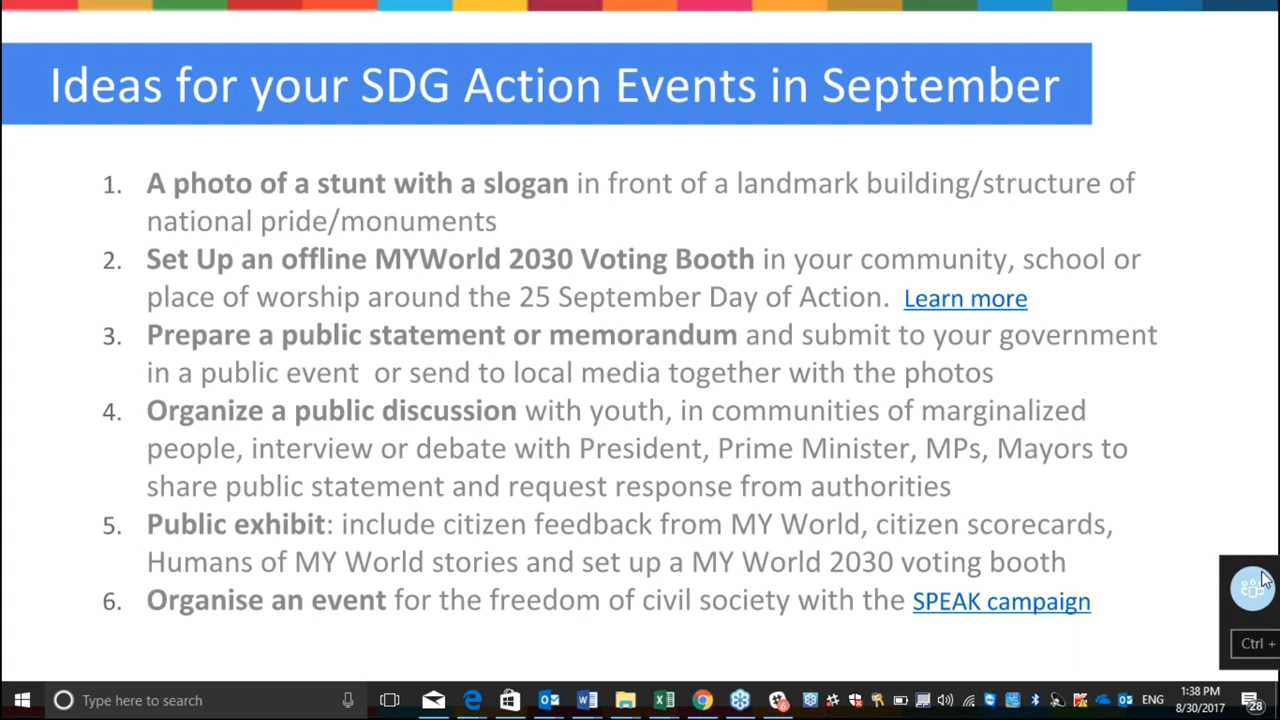 Ideas for your SDG Action Events in September
1. A photo of a stunt with a slogan in front of a landmark building/structure of
national pride/monuments
2. Set Up an offline MYWorld 2030 Voting Booth in your community, school or
place of worship around the 25 September Day of Action. Learn more
3. Prepare a public statement or memorandum and submit to your government
in a public event or send to local media together with the photos
4. Organize a public discussion with youth, in communities of marginalized
people, interview or debate with President, Prime Minister, MPs, Mayors to
share public statement and request response from authorities
5. Public exhibit: include citizen feedback from MY World, citizen scorecards,
Humans of MY World stories and set up a MY World 2030 voting booth
6. Organise an event for the freedom of civil society with the SPEAK campaign
Ctrl +
Type here to search
ENG
1:38 PM
8/30/2017
28